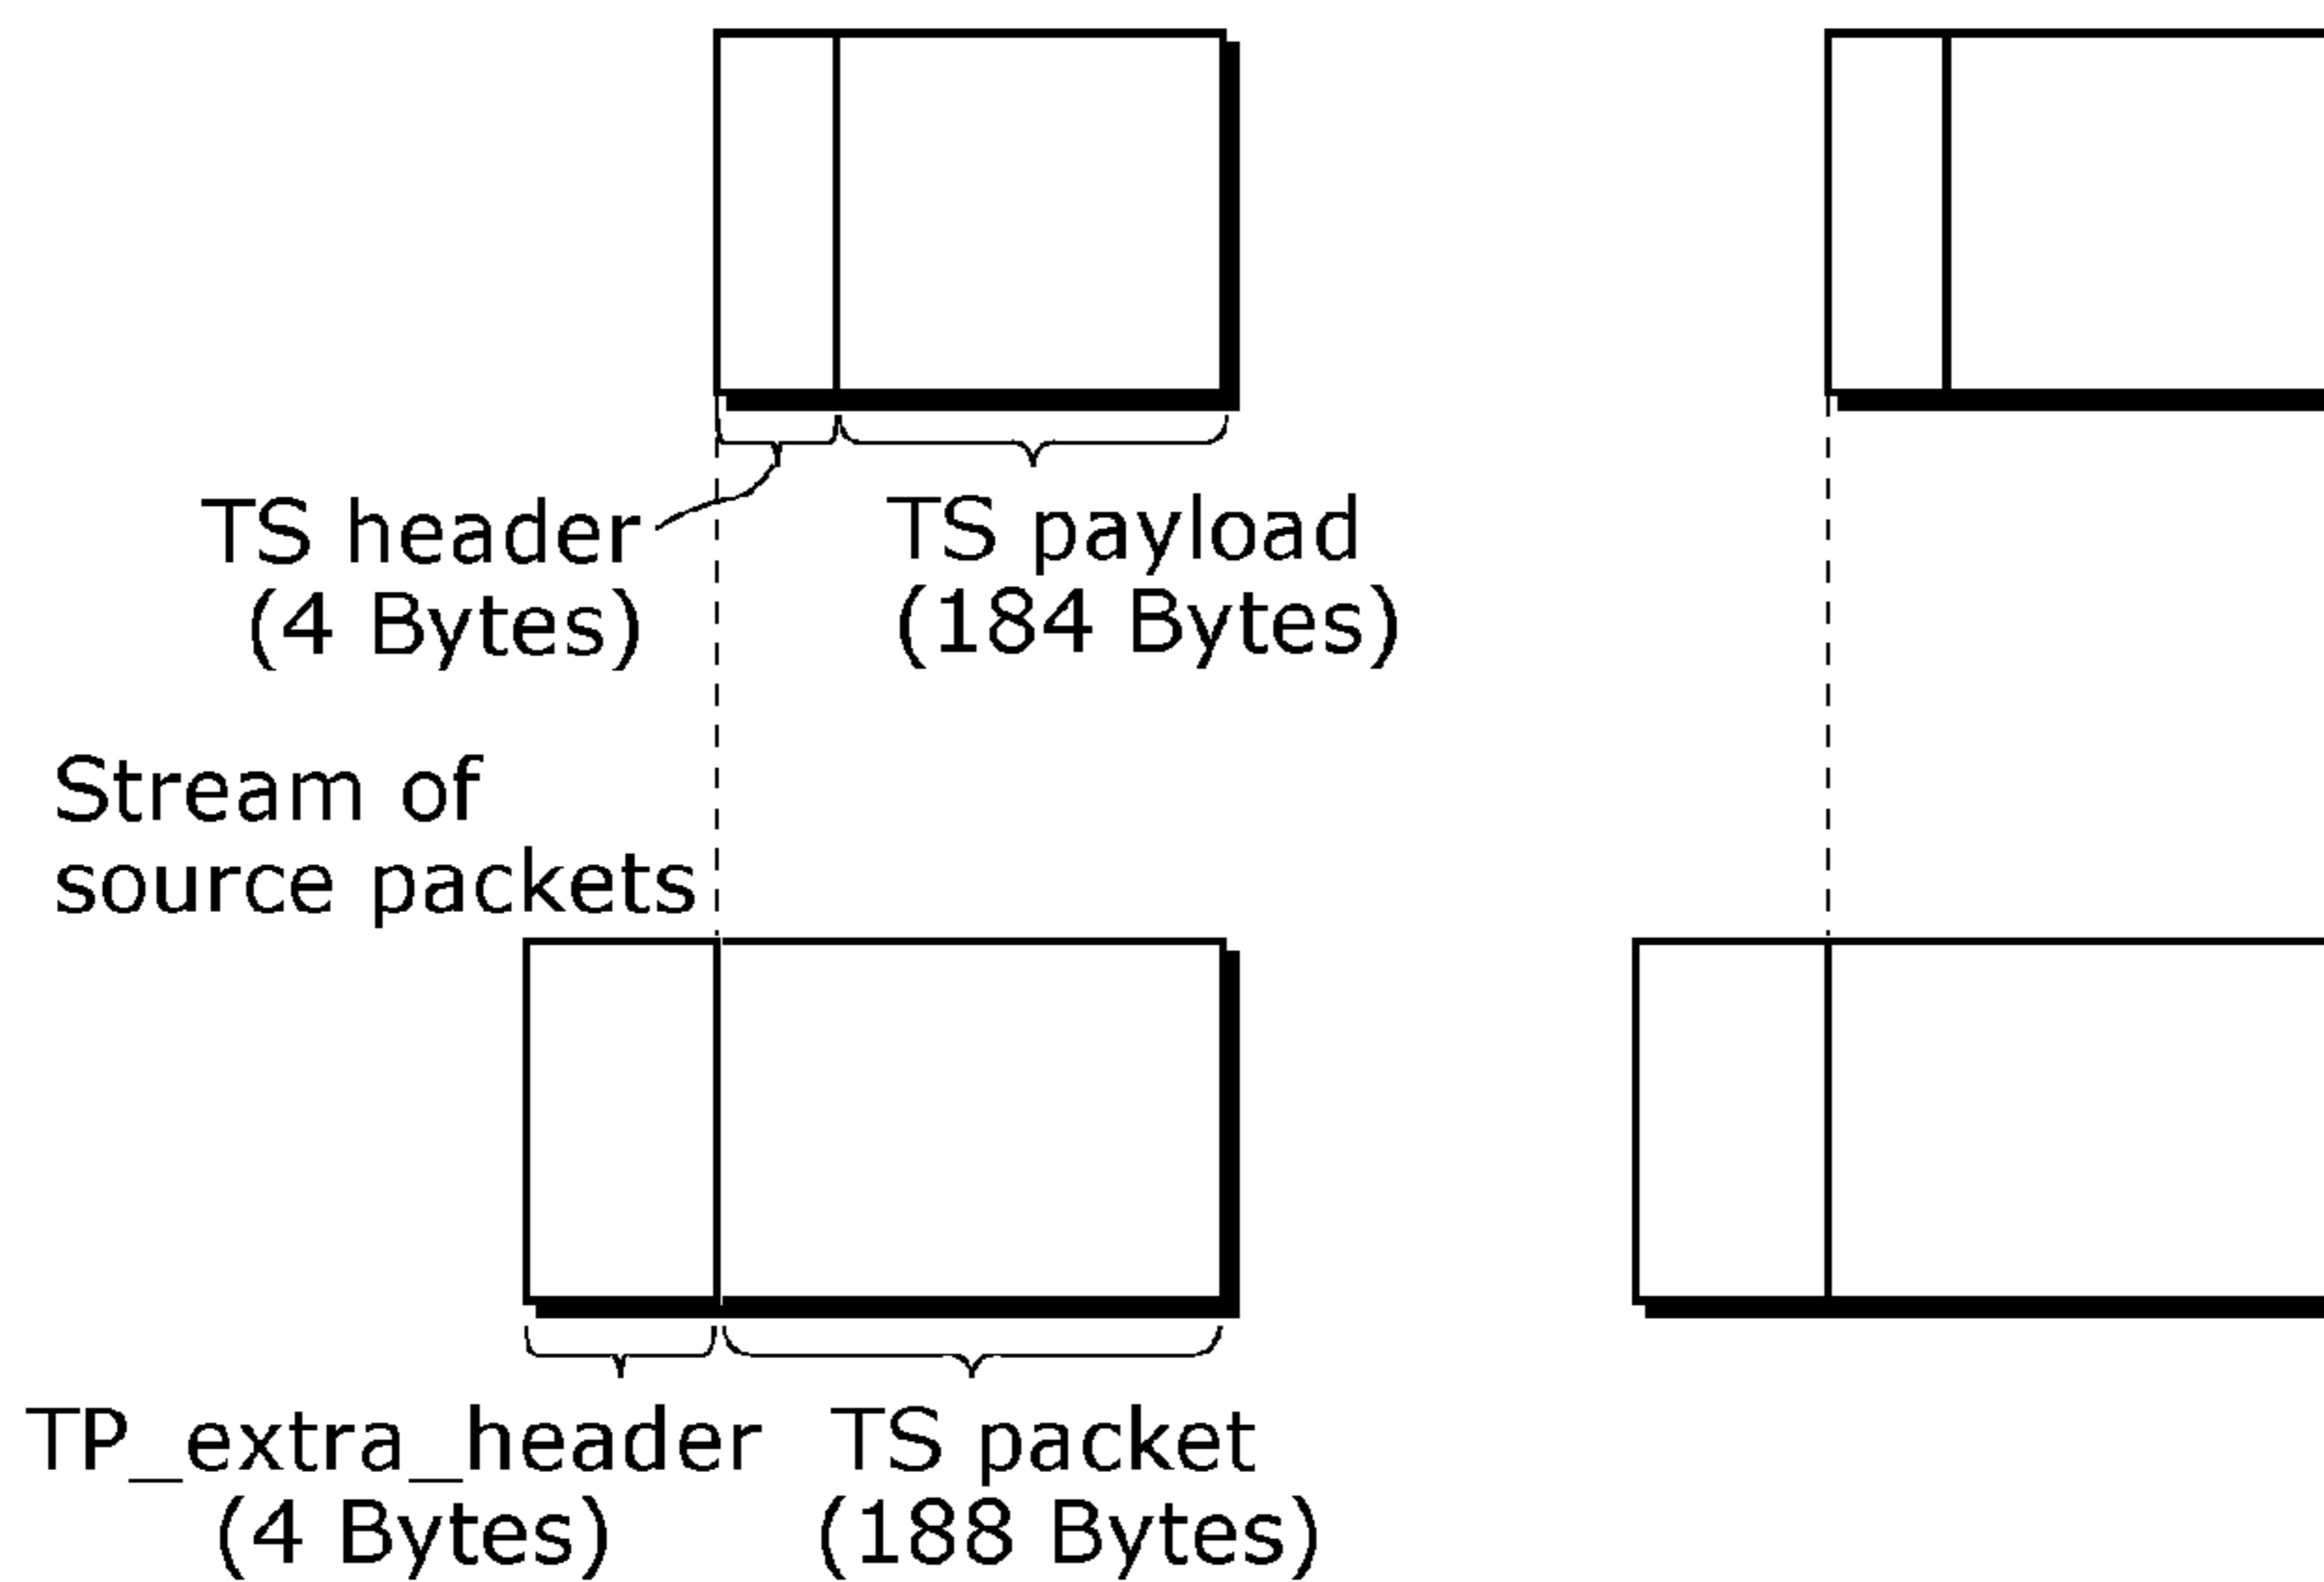 TS header
(4 Bytes)
TS payload
(184 Bytes)
Stream of
source packets
TP_extra_header
(4 Bytes)
TS packet
(188 Bytes)